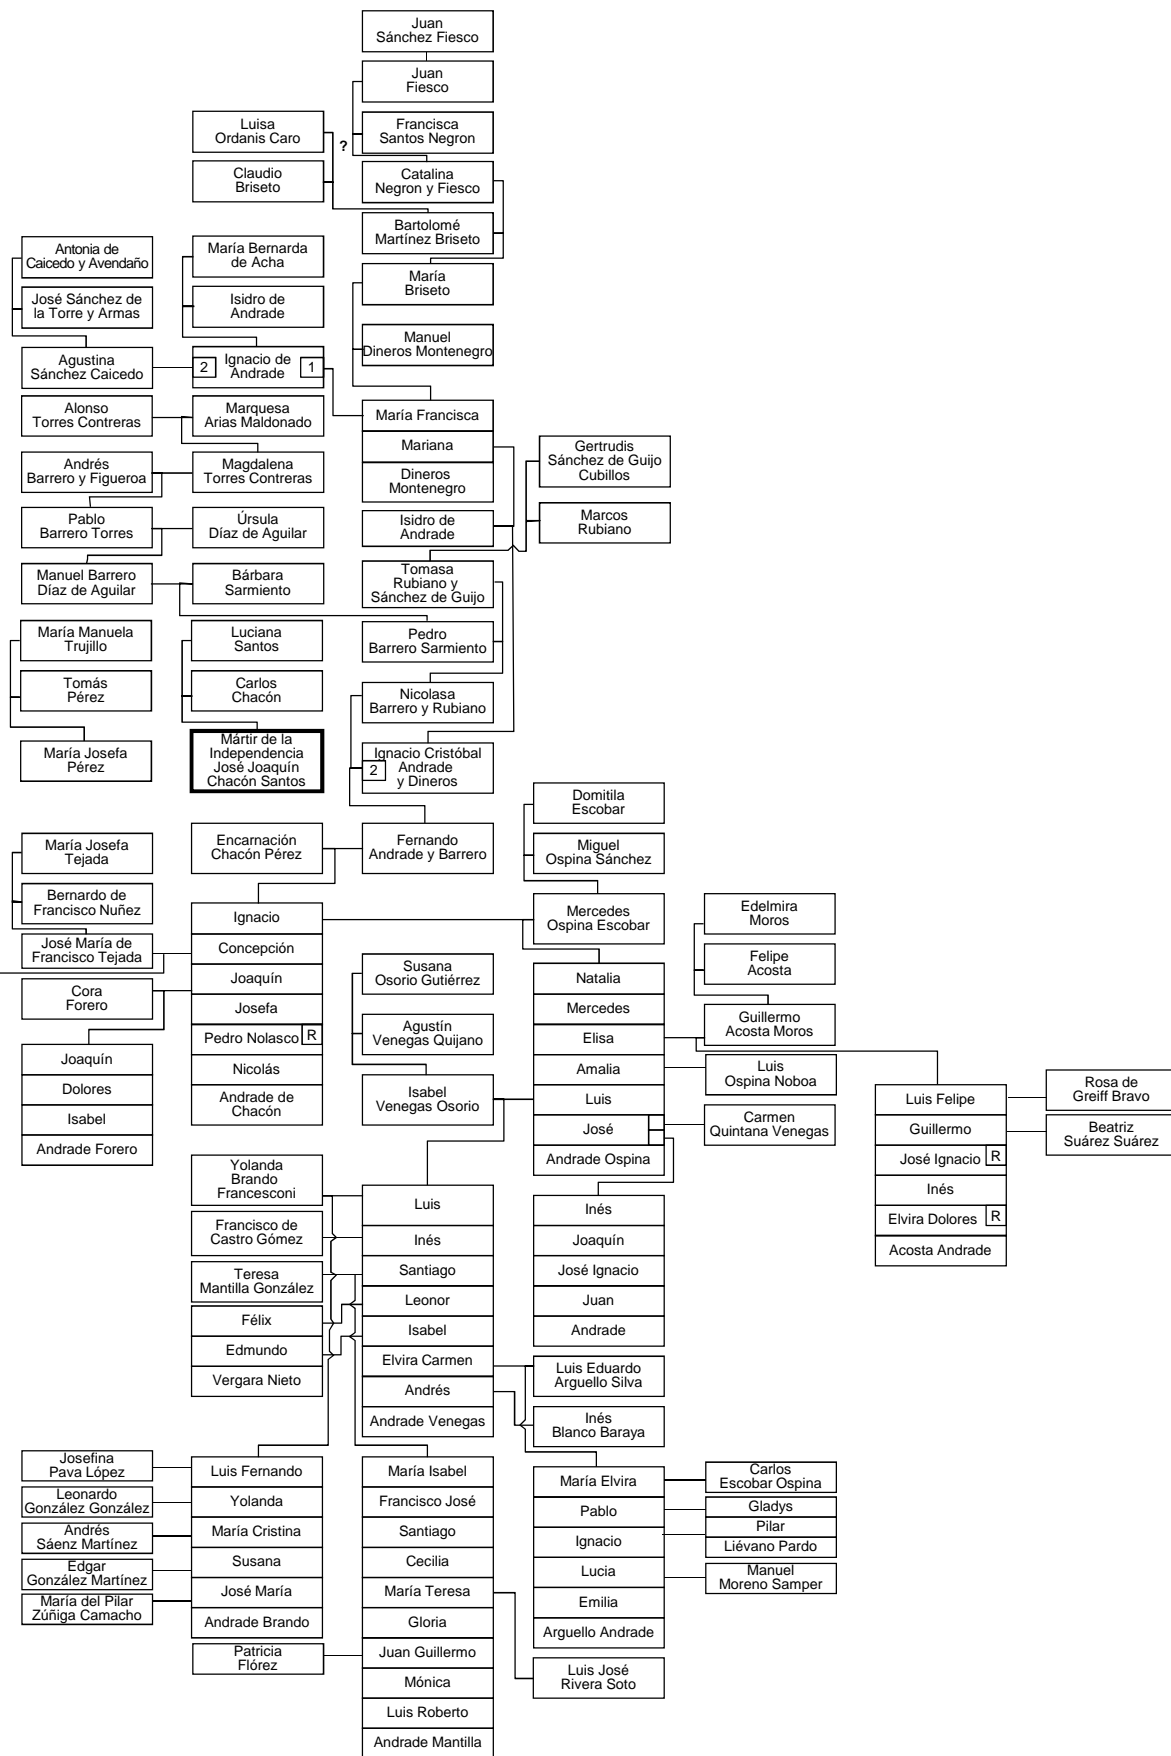 Juan
Sánchez Fiesco
Juan
Fiesco
Luisa
Ordanis Caro
?
Francisca
Santos Negron
Claudio
Briseto
Catalina
Negron y Fiesco
Bartolomé
Martínez Briseto
Antonia de
Caicedo y Avendaño
María Bernarda
de Acha
María
Briseto
José Sánchez de
la Torre y Armas
Isidro de
Andrade
Manuel
Dineros Montenegro
Agustina
Sánchez Caicedo
2
Ignacio de
Andrade
1
Alonso
Torres Contreras
Marquesa
Arias Maldonado
María Francisca
Mariana
Dineros
Montenegro
Gertrudis
Sánchez de Guijo
Cubillos
Andrés
Barrero y Figueroa
Magdalena
Torres Contreras
Pablo
Barrero Torres
Úrsula
Díaz de Aguilar
Isidro de
Andrade
Marcos
Rubiano
Manuel Barrero
Díaz de Aguilar
Bárbara
Sarmiento
Tomasa
Rubiano y
Sánchez de Guijo
María Manuela
Trujillo
Luciana
Santos
Pedro
Barrero Sarmiento
Tomás
Pérez
Carlos
Chacón
Nicolasa
Barrero y Rubiano
María Josefa
Pérez
Mártir de la
Independencia
José Joaquín
Chacón Santos
2
Ignacio Cristóbal
Andrade
y Dineros
Domitila
Escobar
Encarnación
Chacón Pérez
Fernando
Andrade y Barrero
Miguel
Ospina Sánchez
María Josefa
Tejada
Bernardo de
Francisco Nuñez
José María de
Francisco Tejada
Cora
Forero
Ignacio
Concepción
Joaquín
Josefa
Pedro Nolasco
R
Nicolás
Andrade de
Chacón
Mercedes
Ospina Escobar
Edelmira
Moros
Felipe
Acosta
Guillermo
Acosta Moros
Susana
Osorio Gutiérrez
Agustín
Venegas Quijano
Isabel
Venegas Osorio
Natalia
Mercedes
Elisa
Amalia
Luis
José
Andrade Ospina
Luis
Ospina Noboa
Carmen
Quintana Venegas
Joaquín
Dolores
Isabel
Andrade Forero
Luis Felipe
Guillermo
José Ignacio
R
Inés
Elvira Dolores
R
Acosta Andrade
Rosa de
Greiff Bravo
Beatriz
Suárez Suárez
Yolanda
Brando
Francesconi
Francisco de
Castro Gómez
Teresa
Mantilla González
Félix
Edmundo
Vergara Nieto
Luis
Inés
Santiago
Leonor
Isabel
Elvira Carmen
Andrés
Andrade Venegas
Inés
Joaquín
José Ignacio
Juan
Andrade
Luis Eduardo
Arguello Silva
Inés
Blanco Baraya
Josefina
Pava López
Leonardo
González González
Andrés
Sáenz Martínez
Edgar
González Martínez
María del Pilar
Zúñiga Camacho
Luis Fernando
Yolanda
María Cristina
Susana
José María
Andrade Brando
Patricia
Flórez
María Isabel
Francisco José
Santiago
Cecilia
María Teresa
Gloria
Juan Guillermo
Mónica
Luis Roberto
Andrade Mantilla
María Elvira
Pablo
Ignacio
Lucia
Emilia
Arguello Andrade
Carlos
Escobar Ospina
Gladys
Pilar
Liévano Pardo
Manuel
Moreno Samper
Luis José
Rivera Soto